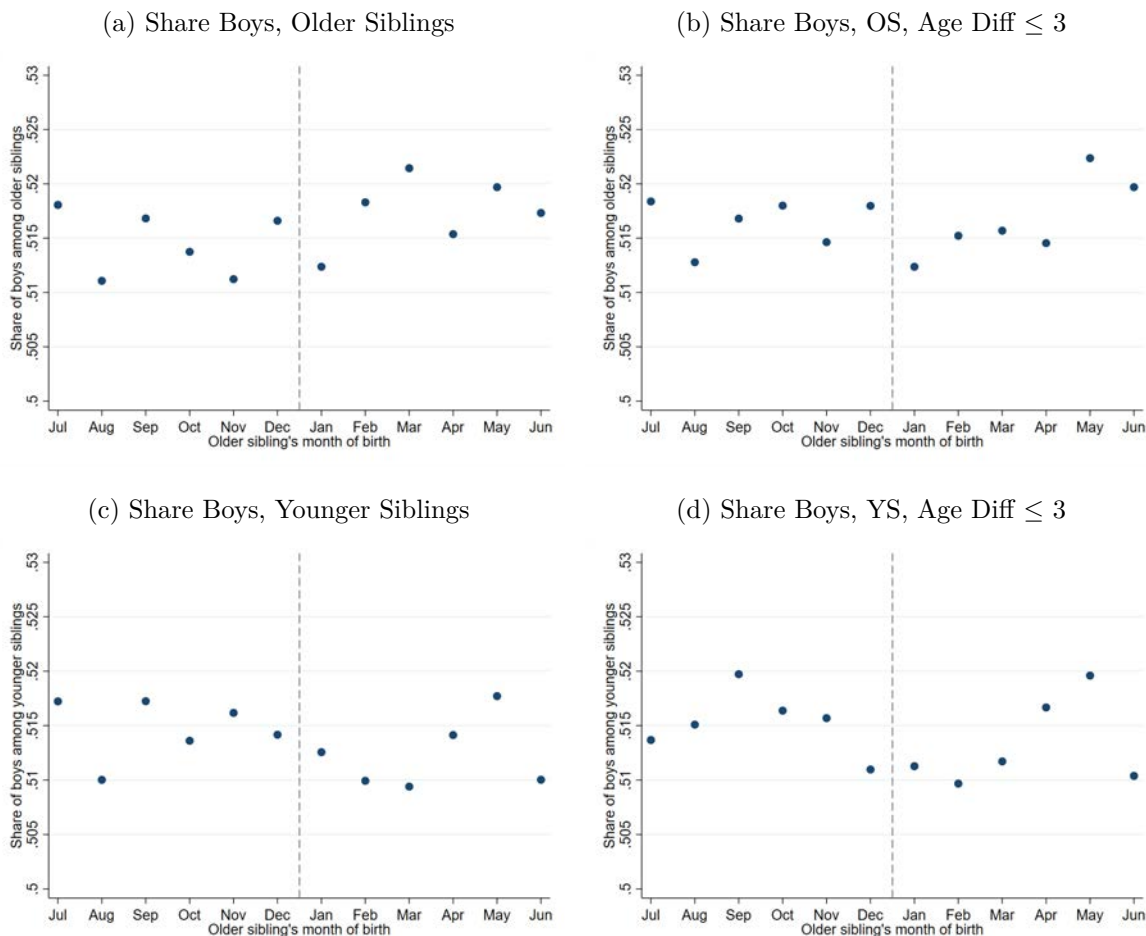 (a) Share Boys, Older Siblings
Share of boys among older siblings
.53
.525
.52
.515
.51
.505
.5
Jul Aug Sep Oct Nov Dec Jan Feb Mar Apr May Jun
Older sibling's month of birth
(b) Share Boys, OS, Age Diff ≤ 3
Share of boys among older siblings
.53
.525
.52
.515
.51
.505
.5
Jul Aug Sep Oct Nov Dec Jan Feb Mar Apr May Jun
Older sibling's month of birth
(c) Share Boys, Younger Siblings
Share of boys among younger siblings
.53
.525
.52
.515
.51
.505
.5
Jul Aug Sep Oct Nov Dec Jan Feb Mar Apr May Jun
Older sibling's month of birth
(d) Share Boys, YS, Age Diff ≤ 3
Share of boys among younger siblings
.53
.525
.52
.515
.51
.505
.5
Jul Aug Sep Oct Nov Dec Jan Feb Mar Apr May Jun
Older sibling's month of birth